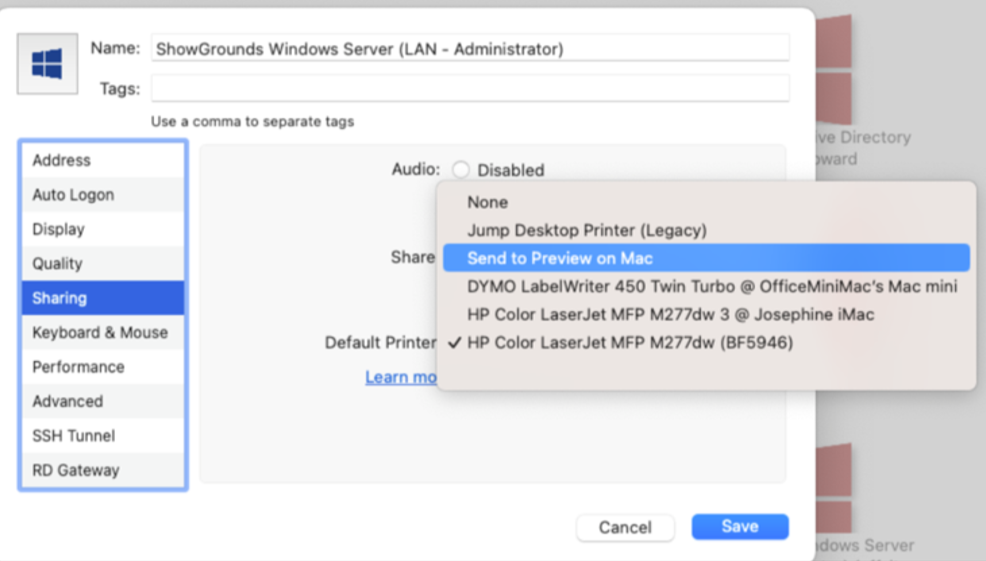 Name: ShowGrounds Windows Server (LAN - Administrator)
Tags:
Use a comma to separate tags
Address
Auto Logon
Display
Quality
Sharing
Keyboard & Mouse
Performance
Advanced
SSH Tunnel
RD Gateway
Audio: Disabled
Share
Default Printer
Learn mo
None
Jump Desktop Printer (Legacy)
Send to Preview on Mac
DYMO LabelWriter 450 Twin Turbo @ OfficeMiniMac's Mac mini
HP Color LaserJet MFP M277dw 3 @ Josephine iMac
✓ HP Color LaserJet MFP M277dw (BF5946)
Cancel
Save
ive Directory
oward
ndows Server